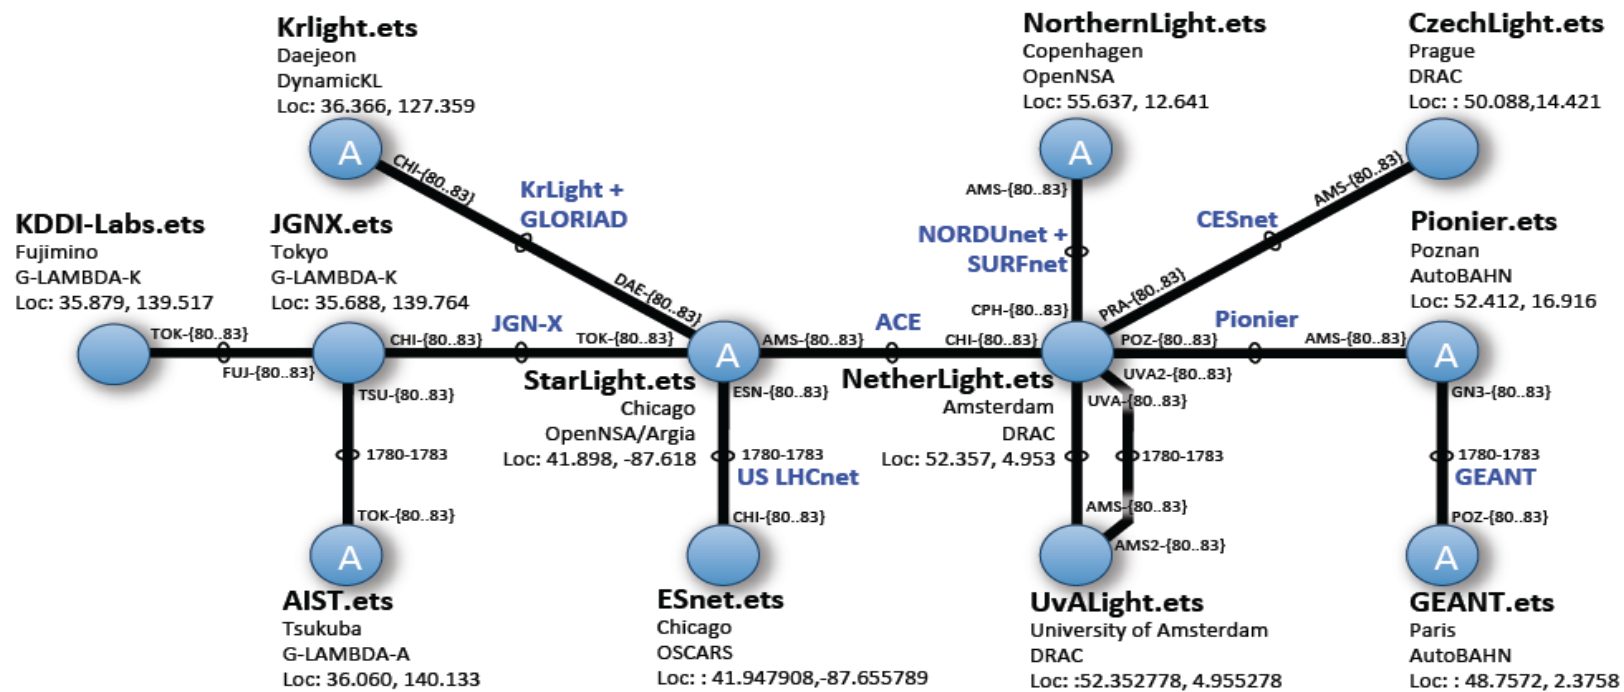 Krlight.ets
Daejeon
DynamicKL
Loc: 36.366, 127.359
A
NorthernLight.ets
Copenhagen
OpenNSA
Loc: 55.637, 12.641
A
CzechLight.ets
Prague
DRAC
Loc: : 50.088,14.421
CHI-{80..83}
KrLight +
GLORIAD
DAE-{80..83}
AMS-{80..83}
NORDUnet +
SURFnet
CPH-{80..83}
AMS-{80..83}
CESnet
PRA-{80..83}
KDDI-Labs.ets
Fujimino
G-LAMBDA-K
Loc: 35.879, 139.517
JGNX.ets
Tokyo
G-LAMBDA-K
Loc: 35.688, 139.764
Pionier.ets
Poznan
AutoBAHN
Loc: 52.412, 16.916
TOK-{80..83}
FUJ-{80..83}
CHI-{80..83}
JGN-X
TOK-{80..83}
A
AMS-{80..83}
ACE
CHI-{80..83}
POZ-{80..83}
Pionier
AMS-{80..83}
A
UVA2-{80..83}
TSU-{80..83}
StarLight.ets
Chicago
OpenNSA/Argia
Loc: 41.898, -87.618
ESN-{80..83}
NetherLight.ets
Amsterdam
DRAC
Loc: 52.357, 4.953
UVA-{80..83}
GN3-{80..83}
1780-1783
1780-1783
US LHCnet
1780-1783
1780-1783
GEANT
TOK-{80..83}
CHI-{80..83}
AMS-{80..83}
AMS2-{80..83}
POZ-{80..83}
A
A
AIST.ets
Tsukuba
G-LAMBDA-A
Loc: 36.060, 140.133
ESnet.ets
Chicago
OSCARS
Loc: : 41.947908,-87.655789
UvALight.ets
University of Amsterdam
DRAC
Loc: :52.352778, 4.955278
GEANT.ets
Paris
AutoBAHN
Loc: : 48.7572, 2.3758